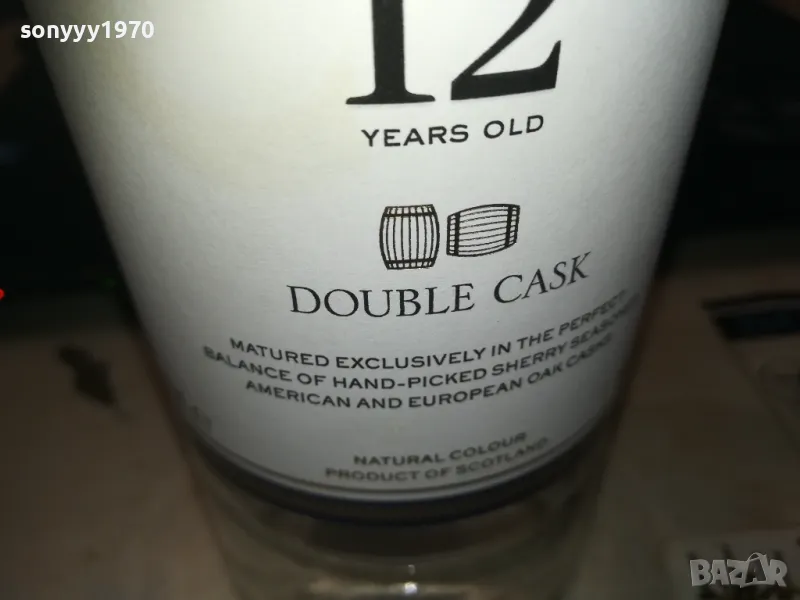 sonyyy1970
12
YEARS OLD
DOUBLE CASK
MATURED EXCLUSIVELY IN THE PERFECT
BALANCE OF HAND-PICKED SHERRY SEASONED
AMERICAN AND EUROPEAN OAK CASKS
NATURAL COLOUR
PRODUCT OF SCOTLAND
BAZAR